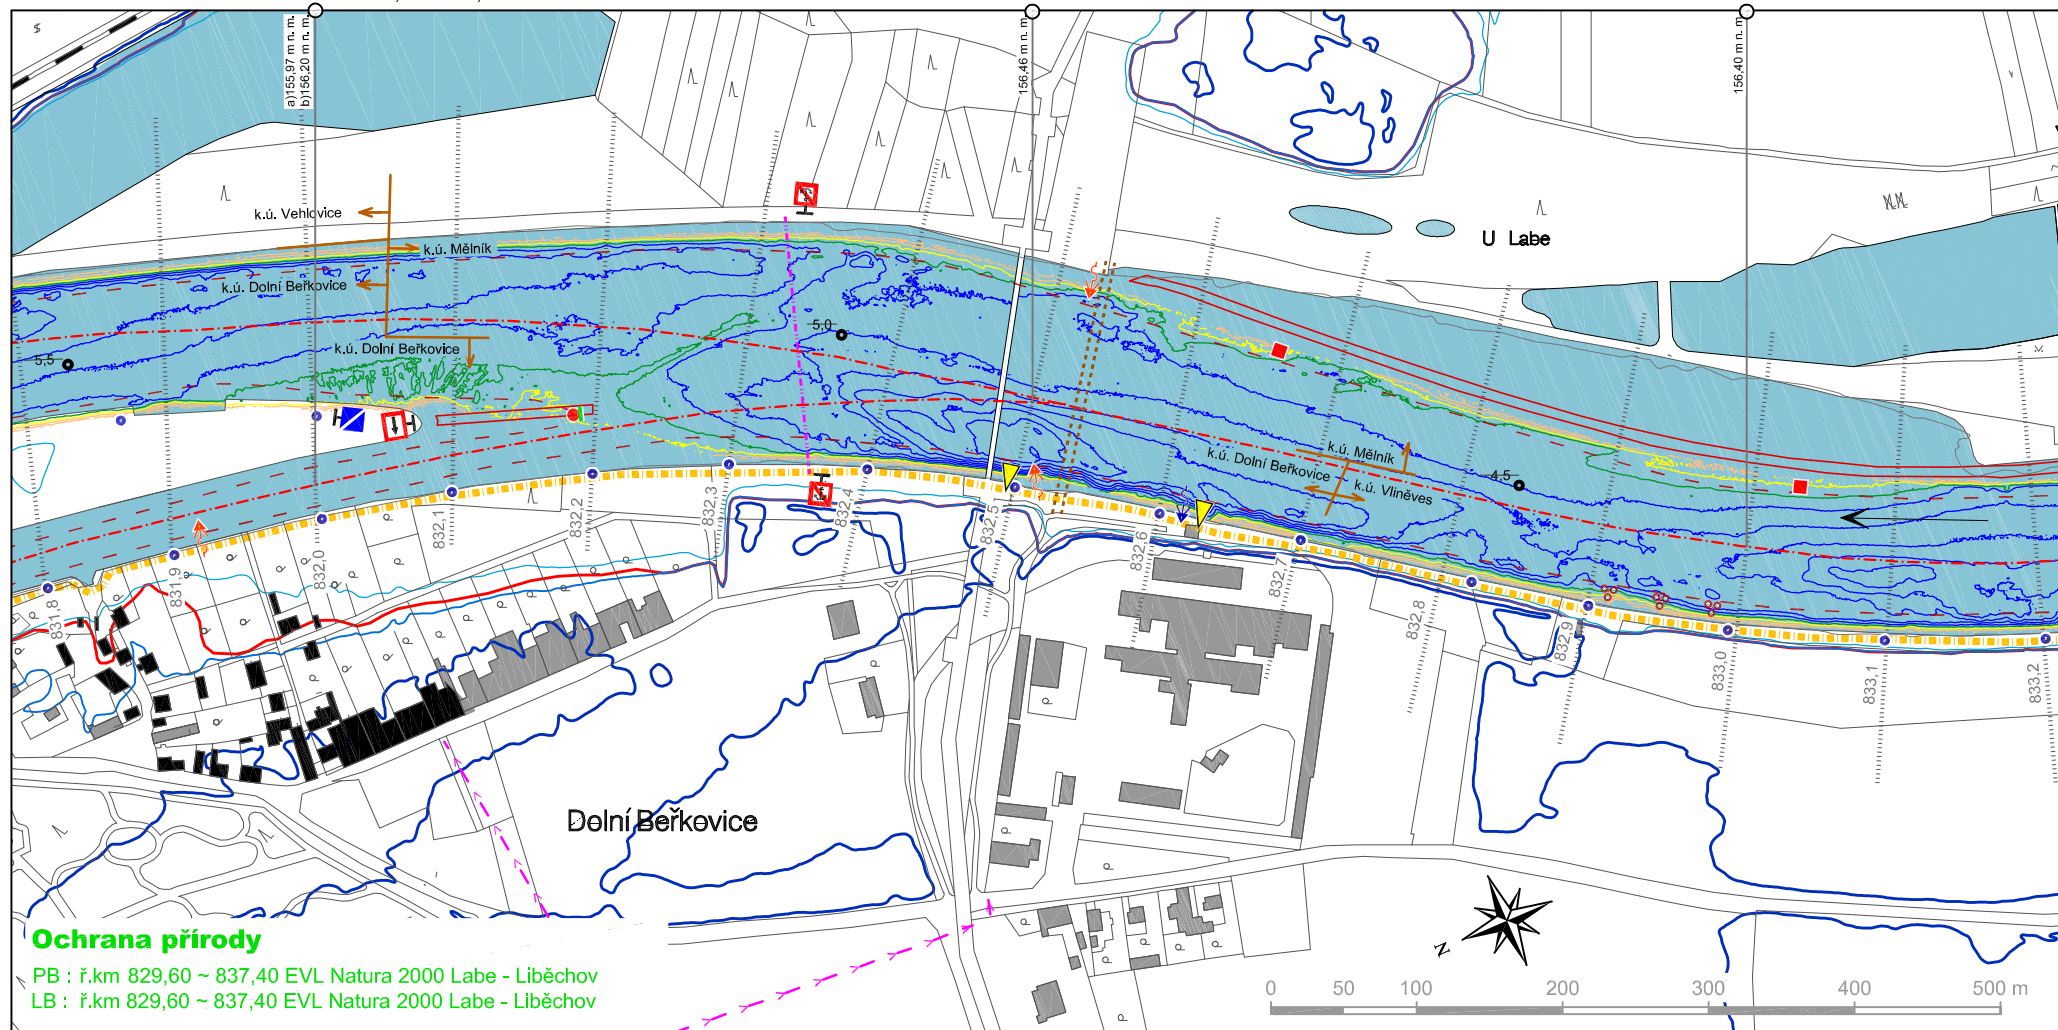 a)155,97 m n. m.
b)156,20 m n. m.
156,46 m n. m.
156,40 m n. m.
k.ú. Vehlovice
k.ú. Mělník
k.ú. Dolní Beřkovice
k.ú. Dolní Beřkovice
U Labe
5,5
5,0
4,5
k.ú. Mělník
k.ú. Dolní Beřkovice
k.ú. Vliněves
831,8
831,9
832,0
832,1
832,2
832,3
832,4
832,5
832,6
832,7
832,8
832,9
833,0
833,1
833,2
Dolní Beřkovice
Ochrana přírody
PB : ř.km 829,60 ~ 837,40 EVL Natura 2000 Labe - Liběchov
LB : ř.km 829,60 ~ 837,40 EVL Natura 2000 Labe - Liběchov
N
0 50 100 200 300 400 500 m